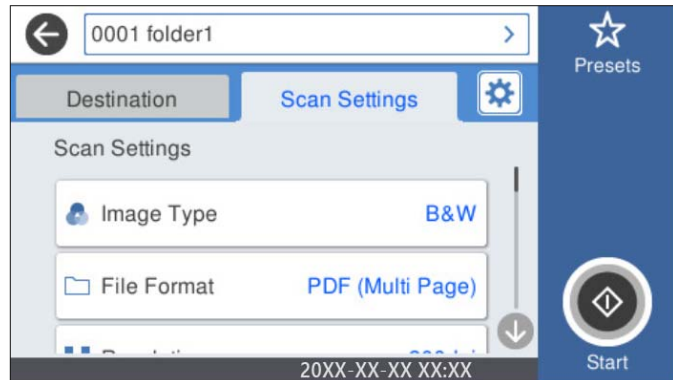 0001 folder1
Presets
Destination
Scan Settings
Scan Settings
Image Type
B&W
File Format
PDF (Multi Page)
20XX-XX-XX XX:XX
Start